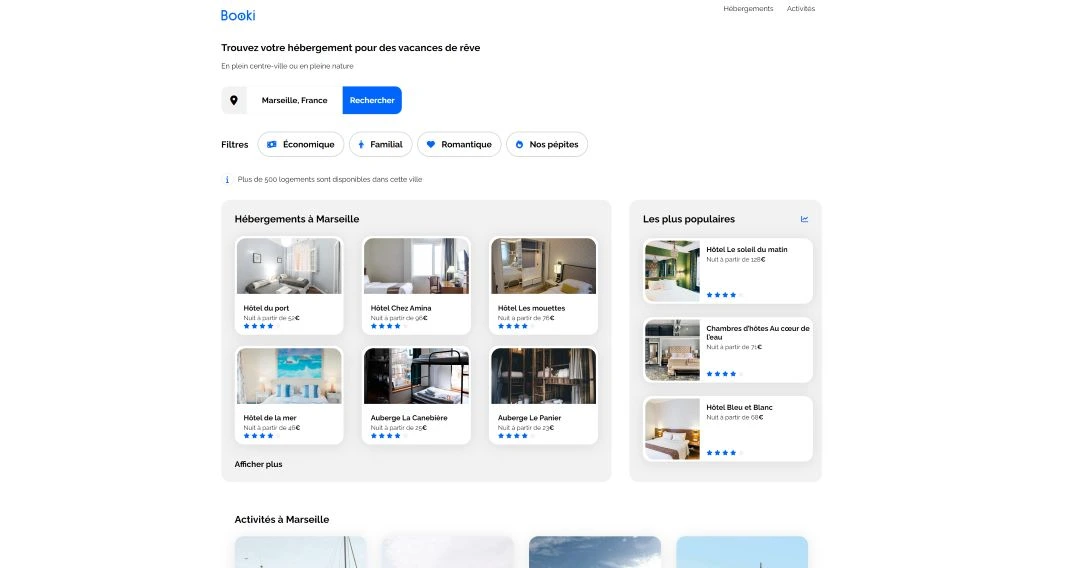 Booki
Hébergements
Activités
Trouvez votre hébergement pour des vacances de rêve
En plein centre-ville ou en pleine nature
Marseille, France
Rechercher
Filtres
Économique
Familial
Romantique
Nos pépites
Plus de 500 logements sont disponibles dans cette ville
Hébergements à Marseille
Hôtel du port
Nuit à partir de 52€
Hôtel Chez Amina
Nuit à partir de 96€
Hôtel Les mouettes
Nuit à partir de 76€
Hôtel de la mer
Nuit à partir de 46€
Auberge La Canebière
Nuit à partir de 25€
Auberge Le Panier
Nuit à partir de 23€
Afficher plus
Les plus populaires
Hôtel Le soleil du matin
Nuit à partir de 128€
Chambres d'hôtes Au cœur de
l'eau
Nuit à partir de 71€
Hôtel Bleu et Blanc
Nuit à partir de 68€
Activités à Marseille